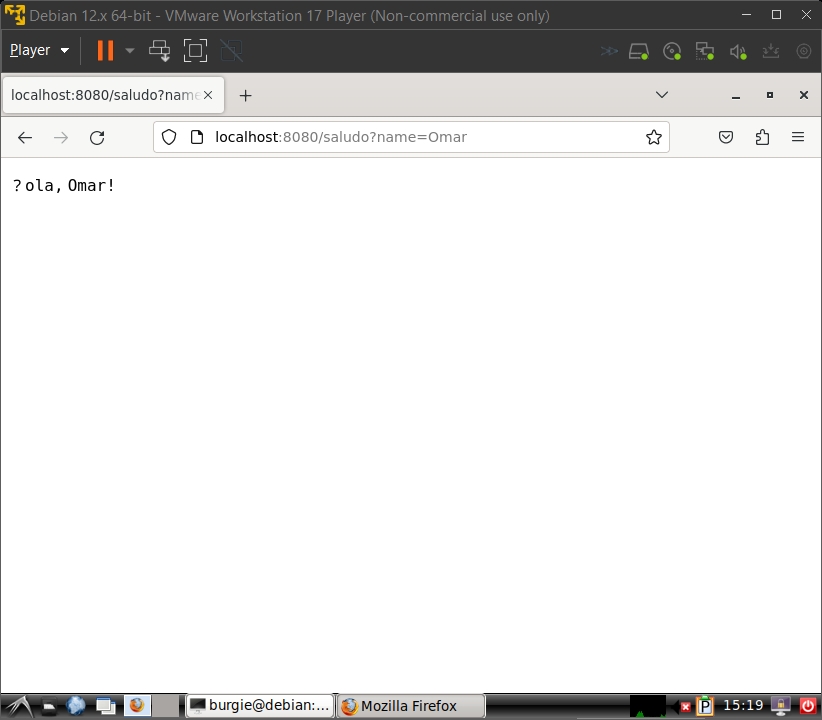 Debian 12.x 64-bit - VMware Workstation 17 Player (Non-commercial use only)
Player
localhost:8080/saludo?name
localhost:8080/saludo?name=Omar
?ola, Omar!
burgie@debian:...
Mozilla Firefox
P
15:19